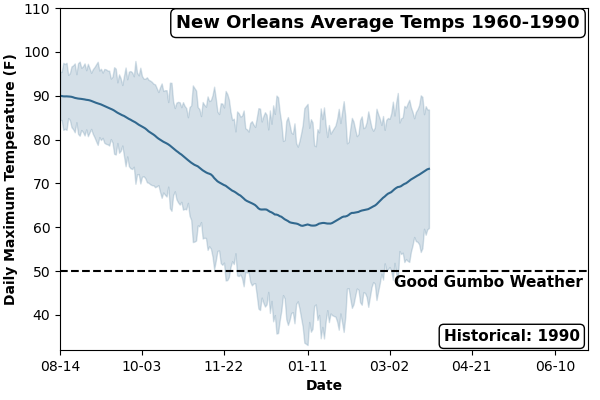 New Orleans Average Temps 1960-1990
Daily Maximum Temperature (F)
110
100
90
80
70
60
50
40
Good Gumbo Weather
Historical: 1990
08-14 10-03 11-22 01-11 03-02 04-21 06-10
Date